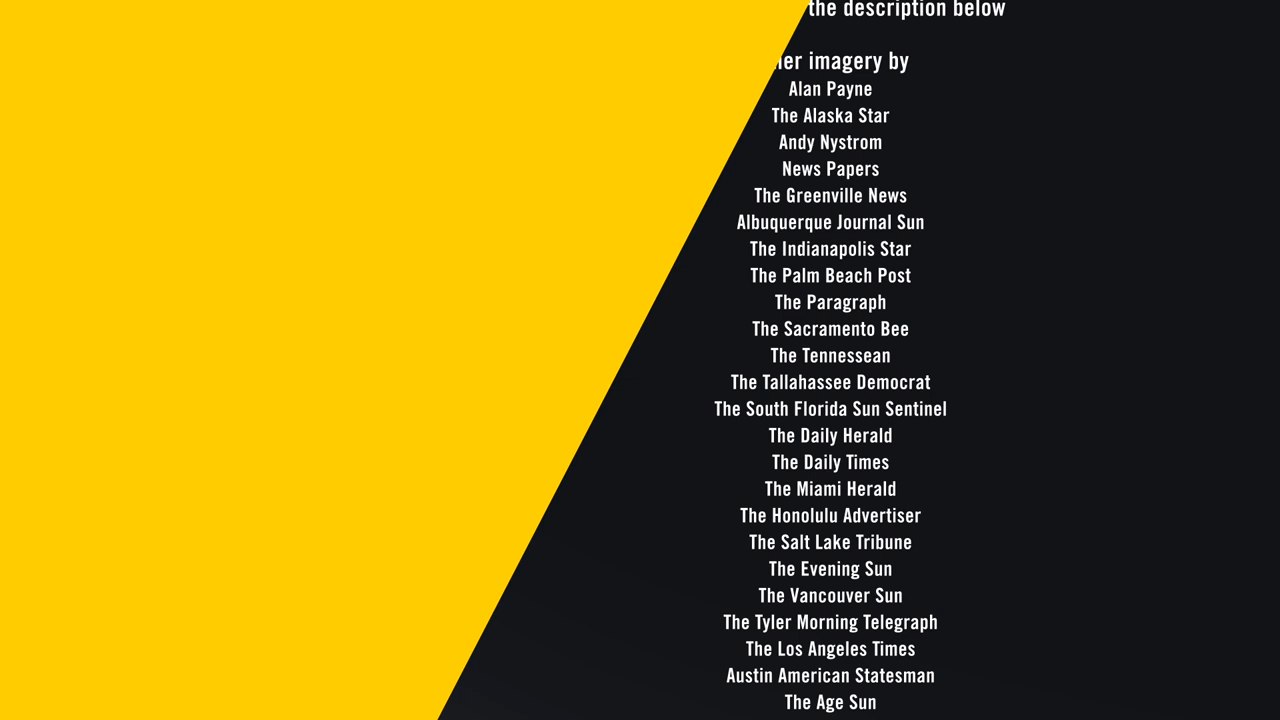 the description below
imagery by
Alan Payne
The Alaska Star
Andy Nystrom
News Papers
The Greenville News
Albuquerque Journal Sun
The Indianapolis Star
The Palm Beach Post
The Paragraph
The Sacramento Bee
The Tennessean
The Tallahassee Democrat
The South Florida Sun Sentinel
The Daily Herald
The Daily Times
The Miami Herald
The Honolulu Advertiser
The Salt Lake Tribune
The Evening Sun
The Vancouver Sun
The Tyler Morning Telegraph
The Los Angeles Times
Austin American Statesman
The Age Sun